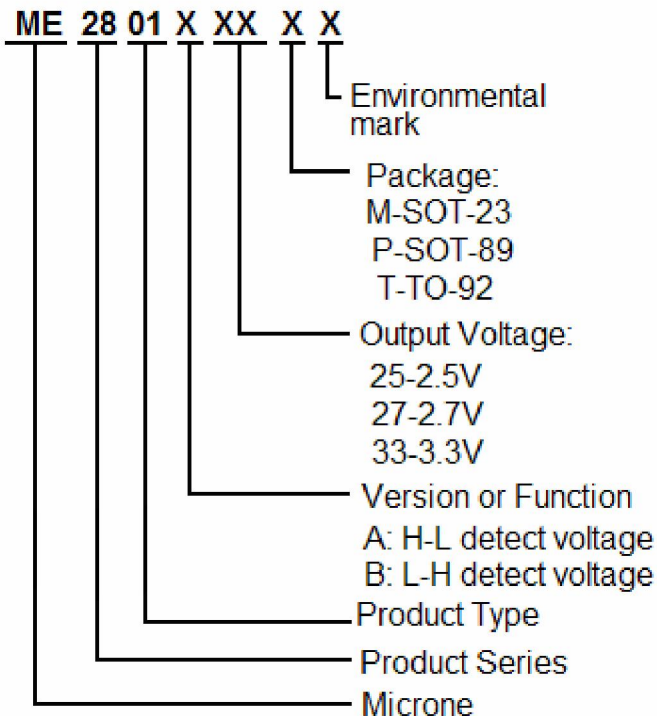 ME 28 01 X XX X X
Environmental
mark
Package:
M-SOT-23
P-SOT-89
T-TO-92
Output Voltage:
25-2.5V
27-2.7V
33-3.3V
Version or Function
A: H-L detect voltage
B: L-H detect voltage
Product Type
Product Series
Microne